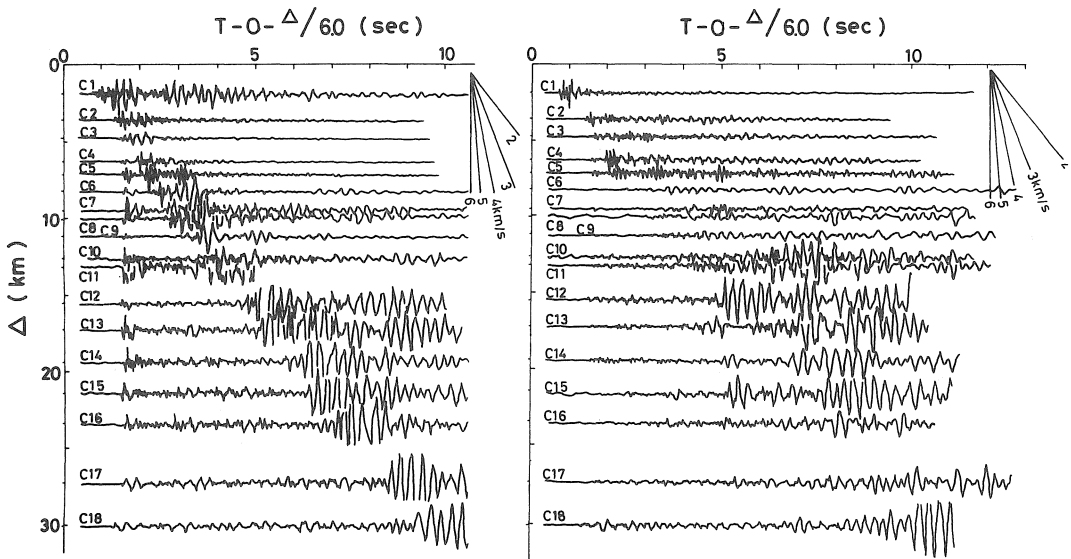 T-O-Δ/6.0 (sec)
0 5 10
0
10
20
30
Δ (km)
C1
C2
C3
C4
C5
C6
C7
C8 C9
C10
C11
C12
C13
C14
C15
C16
C17
C18
2
3
4km/s
5
6
T-O-Δ/6.0 (sec)
0 5 10
C1
C2
C3
C4
C5
C6
C7
C8 C9
C10
C11
C12
C13
C14
C15
C16
C17
C18
3km/s
4
5
6